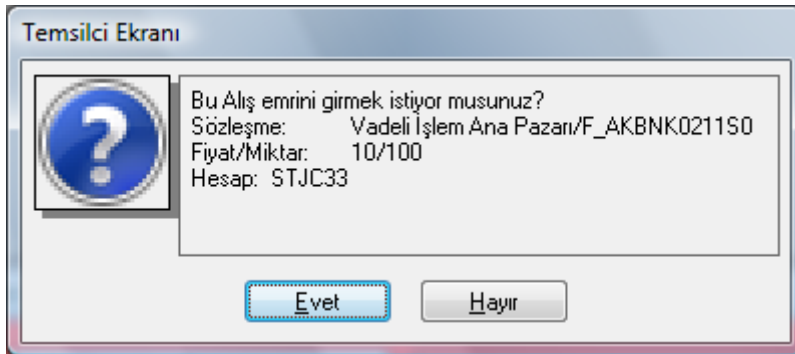 Temsilci Ekranı
Bu Alış emrini girmek istiyor musunuz?
Sözleşme: Vadeli İşlem Ana Pazarı/F_AKBNK0211S0
Fiyat/Miktar: 10/100
Hesap: STJC33
Evet Hayır